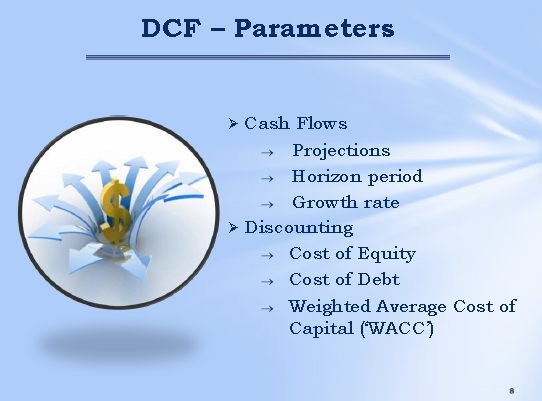 DCF – Parameters
➢ Cash Flows
→ Projections
→ Horizon period
→ Growth rate
➢ Discounting
→ Cost of Equity
→ Cost of Debt
→ Weighted Average Cost of
Capital (‘WACC’)
8